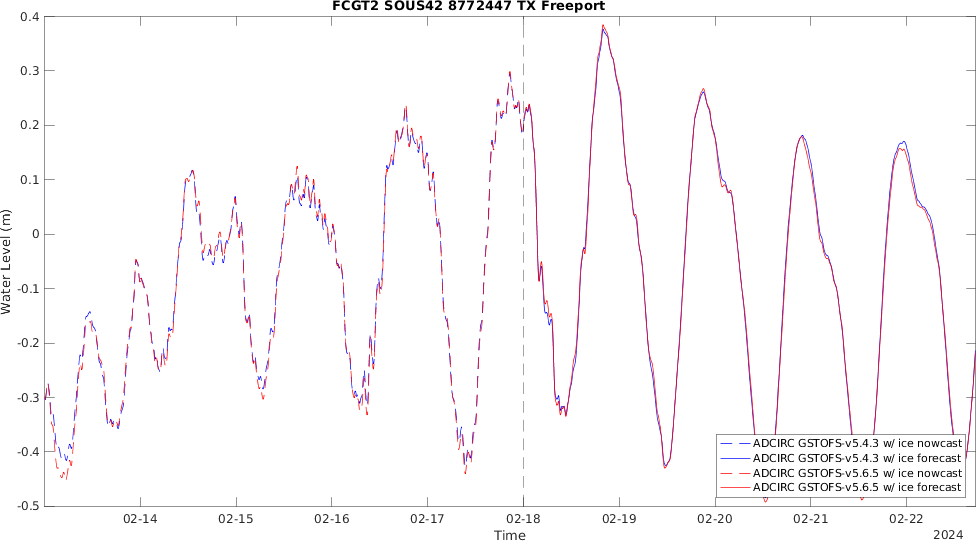 FCGT2 SOUS42 8772447 TX Freeport
0.4
0.3
0.2
0.1
0
-0.1
-0.2
-0.3
-0.4
-0.5
Water Level (m)
02-14 02-15 02-16 02-17 02-18 02-19 02-20 02-21 02-22
Time
2024
ADCIRC GSTOFS-v5.4.3 w/ ice nowcast
ADCIRC GSTOFS-v5.4.3 w/ ice forecast
ADCIRC GSTOFS-v5.6.5 w/ ice nowcast
ADCIRC GSTOFS-v5.6.5 w/ ice forecast